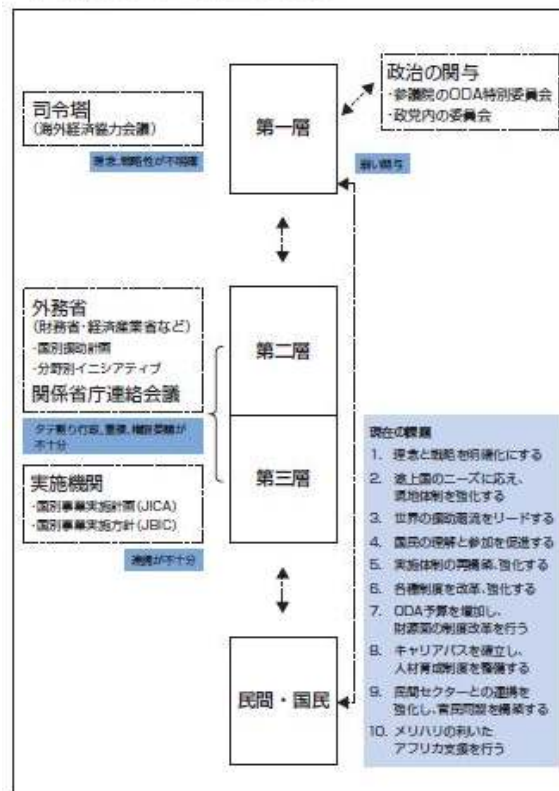 司令塔
(海外経済協力会議)
理念、戦略性が不明確
第一層
政治の関与
・参議院のODA特別委員会
・政党内の委員会
弱い関与
外務省
(財務省・経済産業省など)
・国別援助計画
・分野別イニシアティブ
関係省庁連絡会議
タテ割り行政、重複、権限委譲が
不十分
実施機関
・国別事業実施計画(JICA)
・国別事業実施方針(JBIC)
連携が不十分
第二層
第三層
民間・国民
現在の課題
1. 理念と戦略を明確化にする
2. 途上国のニーズに応え、
現地体制を強化する
3. 世界の援助潮流をリードする
4. 国民の理解と参加を促進する
5. 実施体制の再構築、強化する
6. 各種制度を改革、強化する
7. ODA予算を増加し、
財源面の制度改革を行う
8. キャリアパスを確立し、
人材育成制度を整備する
9. 民間セクターとの連携を
強化し、官民同盟を構築する
10. メリハリの利いた
アフリカ支援を行う